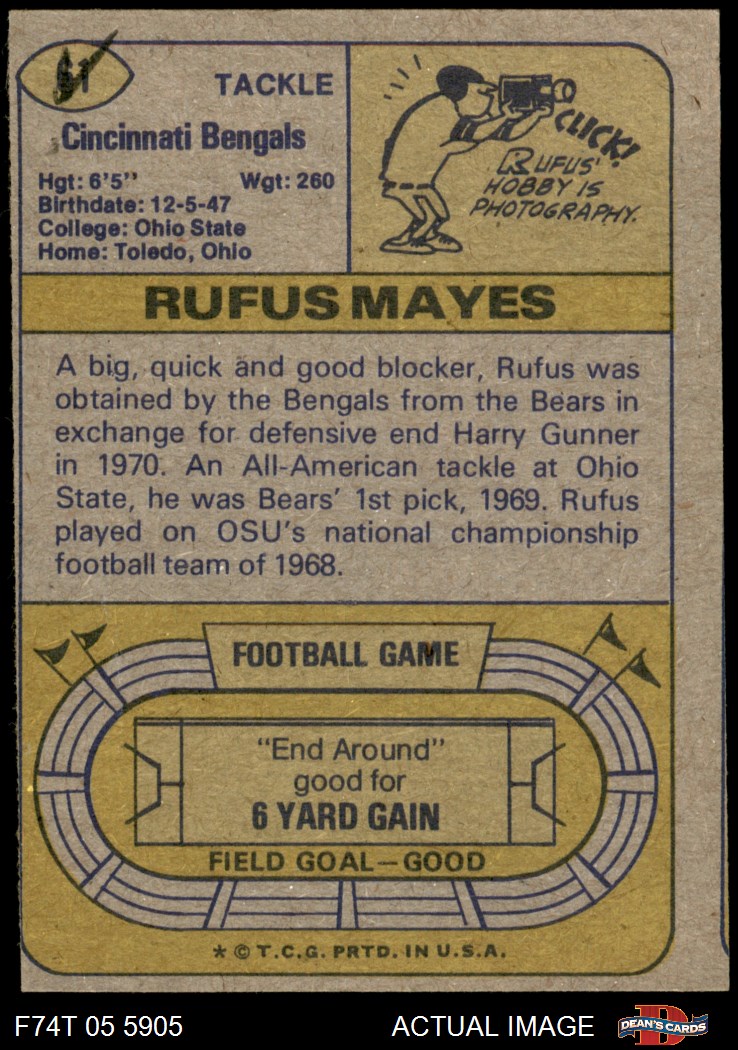 51
TACKLE
Cincinnati Bengals
Hgt: 6'5" Wgt: 260
Birthdate: 12-5-47
College: Ohio State
Home: Toledo, Ohio
CLICK!
RUFUS'
HOBBY IS
PHOTOGRAPHY.
RUFUS MAYES
A big, quick and good blocker, Rufus was
obtained by the Bengals from the Bears in
exchange for defensive end Harry Gunner
in 1970. An All-American tackle at Ohio
State, he was Bears' 1st pick, 1969. Rufus
played on OSU's national championship
football team of 1968.
FOOTBALL GAME
"End Around"
good for
6 YARD GAIN
FIELD GOAL—GOOD
* © T.C.G. PRTD. IN U.S.A.
F74T 05 5905 ACTUAL IMAGE D DEAN'S CARDS